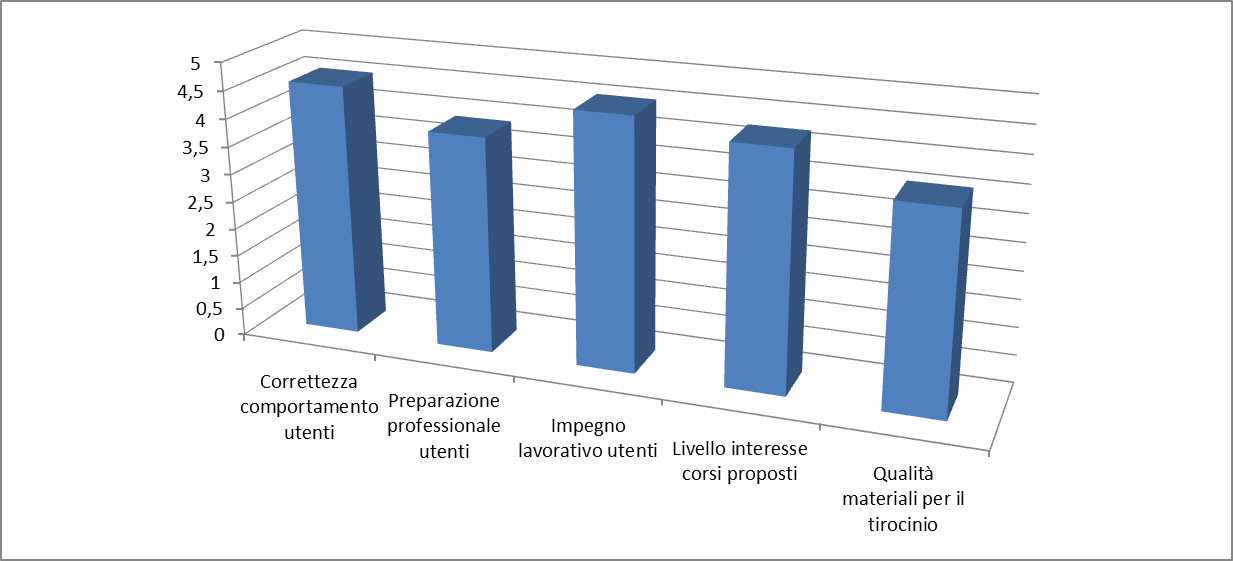 5
4,5
4
3,5
3
2,5
2
1,5
1
0,5
0
Correttezza
comportamento
utenti
Preparazione
professionale
utenti
Impegno
lavorativo utenti
Livello interesse
corsi proposti
Qualità
materiali per il
tirocinio